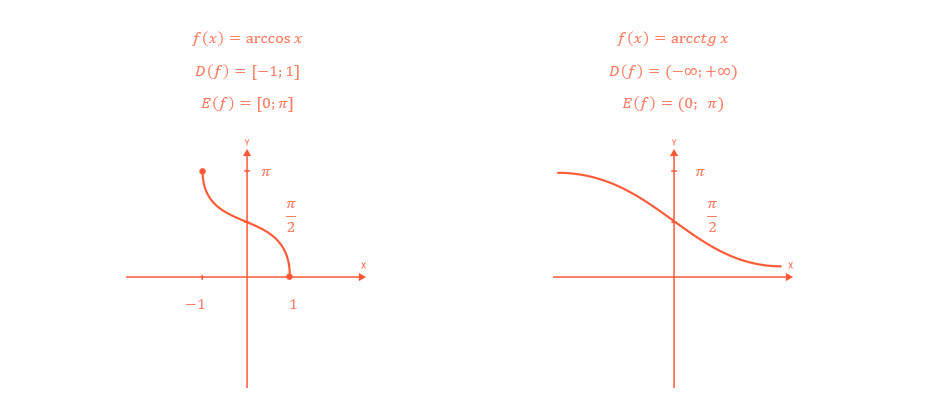 f(x) = arccos x
D(f) = [−1; 1]
E(f) = [0; π]
Y
π
π/2
X
−1
1
f(x) = arcctg x
D(f) = (−∞; +∞)
E(f) = (0; π)
Y
π
π/2
X